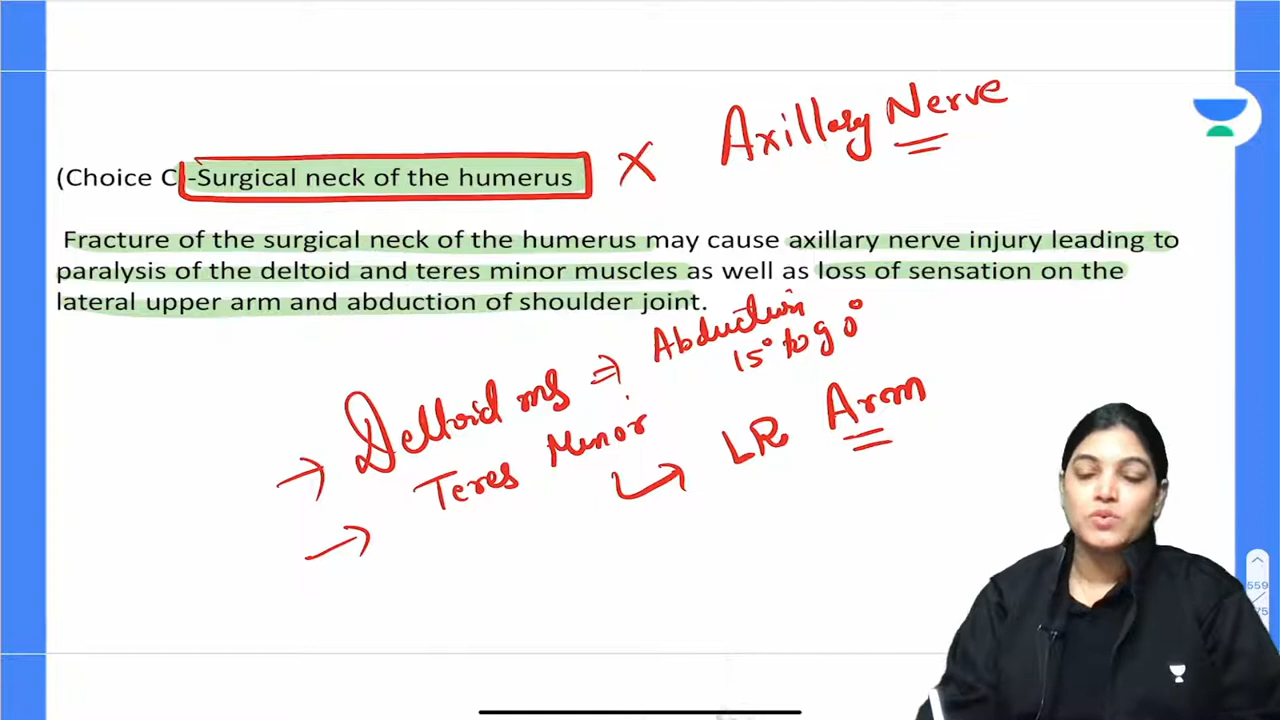 Axillary Nerve
(Choice C)-Surgical neck of the humerus X
Fracture of the surgical neck of the humerus may cause axillary nerve injury leading to
paralysis of the deltoid and teres minor muscles as well as loss of sensation on the
lateral upper arm and abduction of shoulder joint.
Abduction
15° to 90°
→ Deltoid ms ⇒
Teres Minor
LR Arm
559